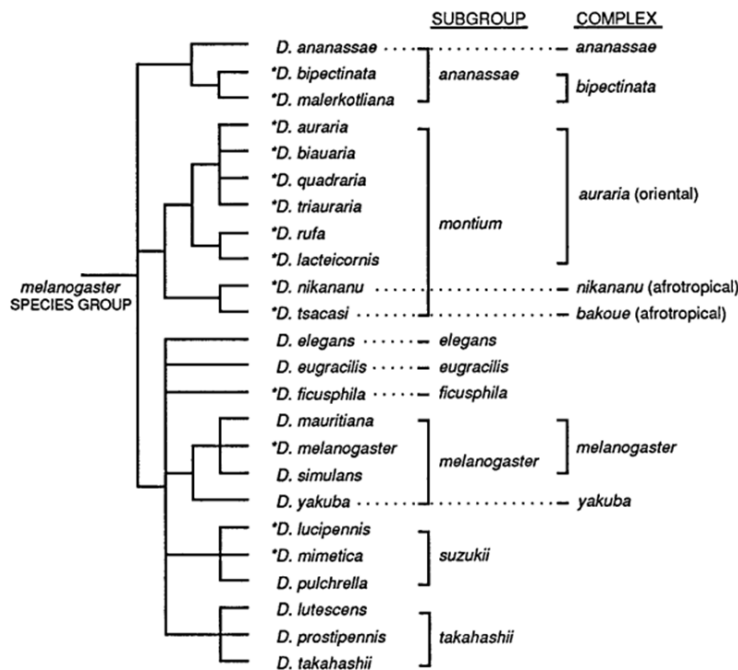 SUBGROUP COMPLEX
D. ananassae ananassae
*D. bipectinata ananassae bipectinata
*D. malerkotliana
*D. auraria
*D. biauaria
*D. quadraria
auraria (oriental)
*D. triauraria
montium
*D. rufa
*D. lacteicornis
melanogaster *D. nikananu nikananu (afrotropical)
SPECIES GROUP *D. tsacasi bakoue (afrotropical)
D. elegans elegans
D. eugracilis eugracilis
*D. ficusphila ficusphila
D. mauritiana
*D. melanogaster melanogaster melanogaster
D. simulans
D. yakuba yakuba
*D. lucipennis
*D. mimetica suzukii
D. pulchrella
D. lutescens
D. prostipennis takahashii
D. takahashii